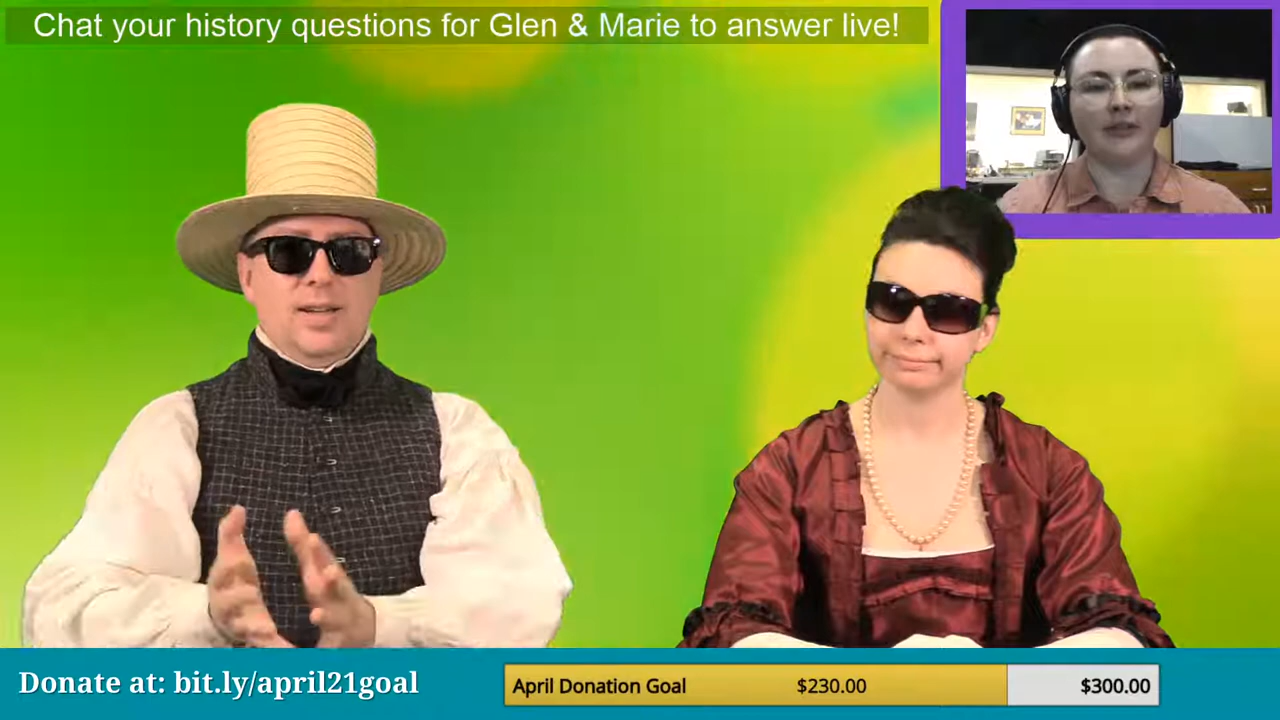 Chat your history questions for Glen & Marie to answer live!
Donate at: bit.ly/april21goal
April Donation Goal $230.00 $300.00